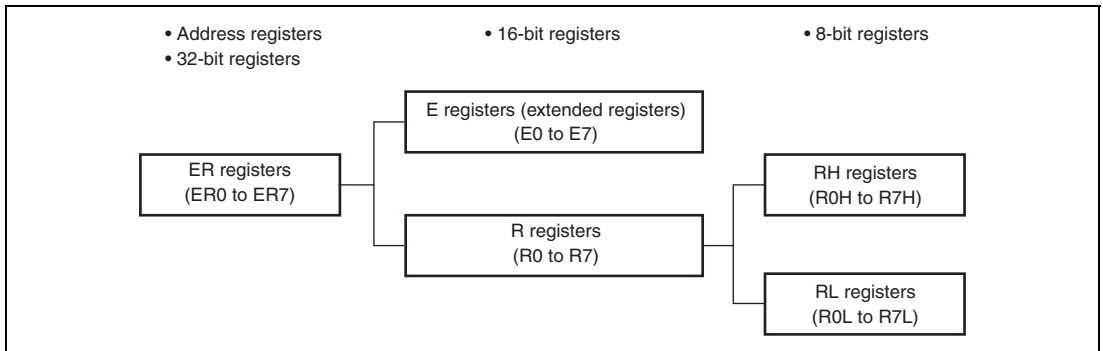 • Address registers
• 32-bit registers
• 16-bit registers
• 8-bit registers
E registers (extended registers)
(E0 to E7)
ER registers
(ER0 to ER7)
RH registers
(R0H to R7H)
R registers
(R0 to R7)
RL registers
(R0L to R7L)